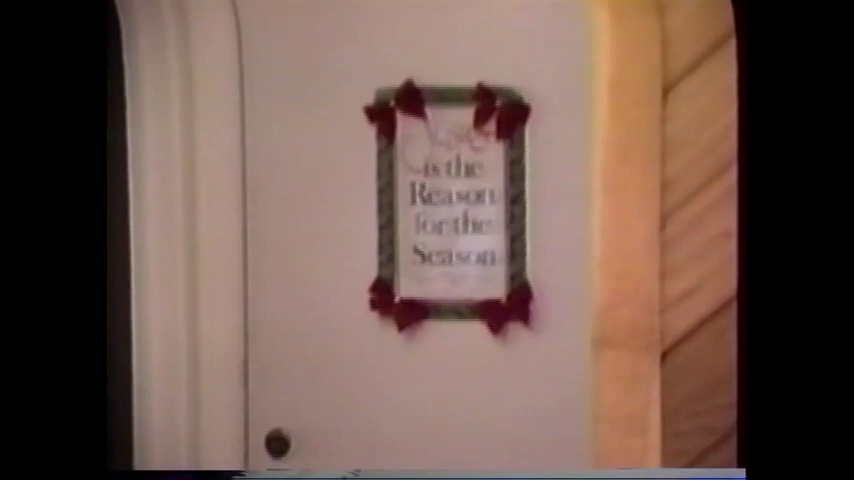 is the
Reason
for the
Season